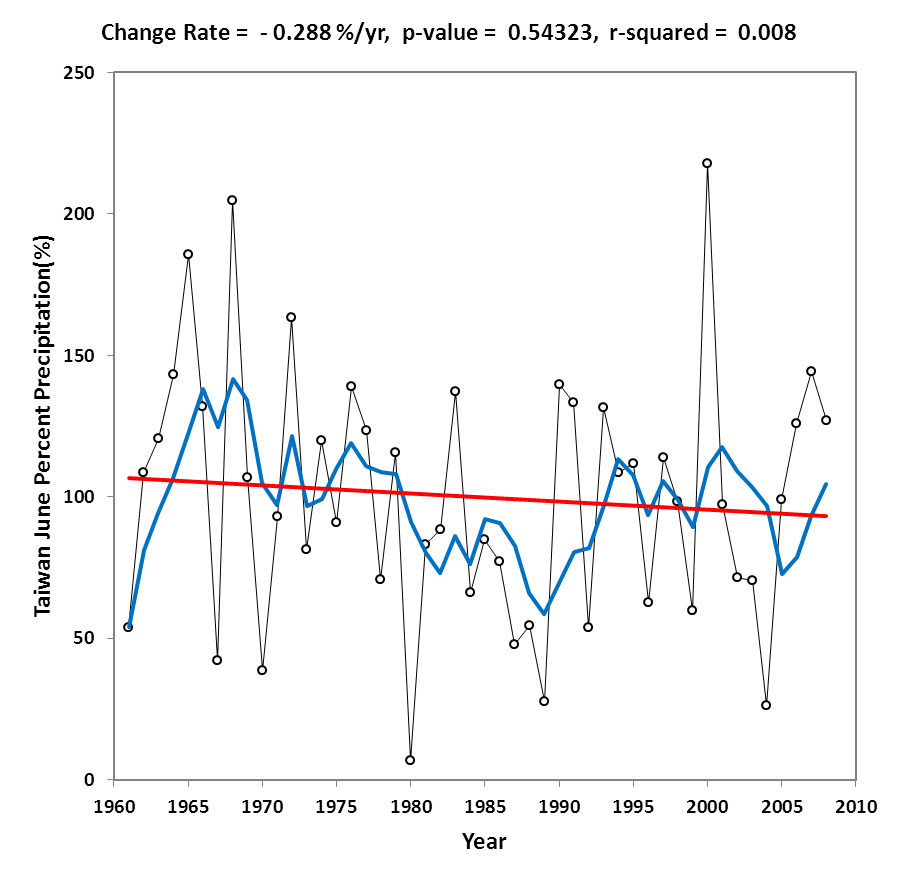 Change Rate = - 0.288 %/yr, p-value = 0.54323, r-squared = 0.008
Taiwan June Percent Precipitation(%)
250
200
150
100
50
0
1960 1965 1970 1975 1980 1985 1990 1995 2000 2005 2010
Year